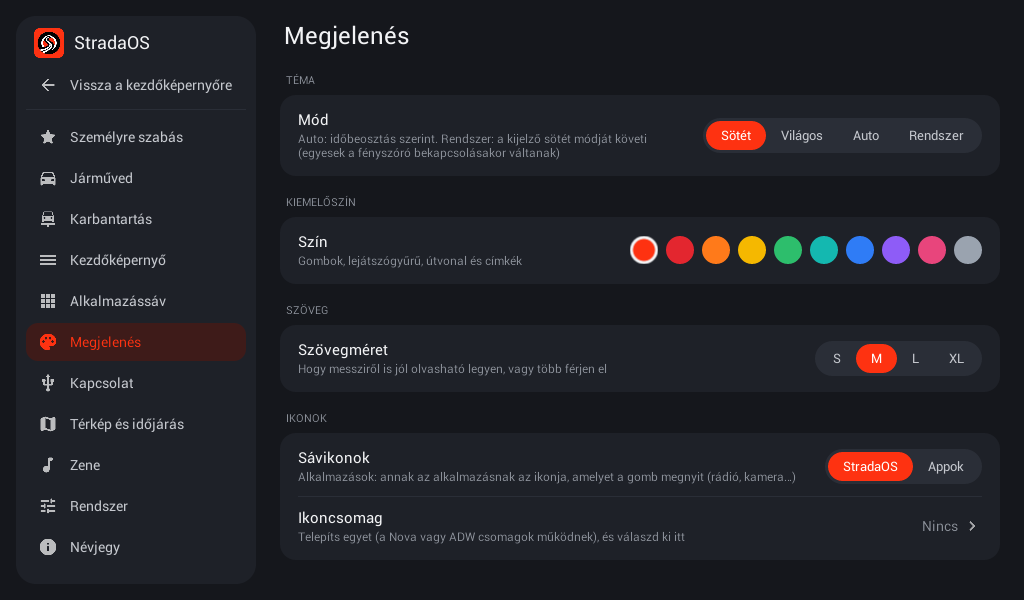 StradaOS
Vissza a kezdőképernyőre
Személyre szabás
Járműved
Karbantartás
Kezdőképernyő
Alkalmazássáv
Megjelenés
Kapcsolat
Térkép és időjárás
Zene
Rendszer
Névjegy
Megjelenés
TÉMA
Mód
Auto: időbeosztás szerint. Rendszer: a kijelző sötét módját követi
(egyesek a fényszóró bekapcsolásakor váltanak)
Sötét Világos Auto Rendszer
KIEMELŐSZÍN
Szín
Gombok, lejátszógyűrű, útvonal és címkék
SZÖVEG
Szövegméret
Hogy messziről is jól olvasható legyen, vagy több férjen el
S M L XL
IKONOK
Sávikonok
Alkalmazások: annak az alkalmazásnak az ikonja, amelyet a gomb megnyit (rádió, kamera...)
StradaOS Appok
Ikoncsomag
Telepíts egyet (a Nova vagy ADW csomagok működnek), és válaszd ki itt
Nincs